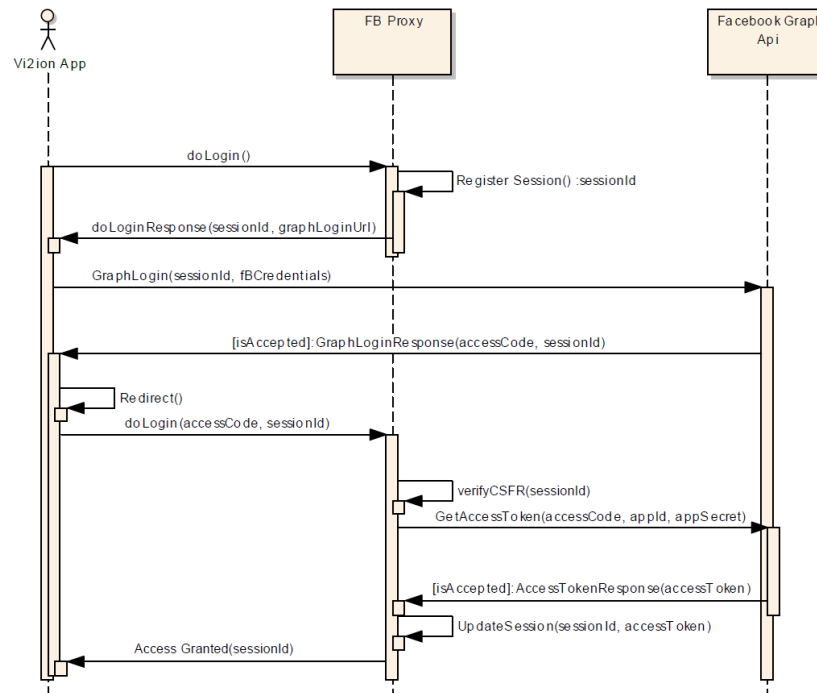 Vi2ion App
FB Proxy
Facebook Graph
Api
doLogin()
Register Session() :sessionId
doLoginResponse(sessionId, graphLoginUrl)
GraphLogin(sessionId, fBCredentials)
[isAccepted]:GraphLoginResponse(accessCode, sessionId)
Redirect()
doLogin(accessCode, sessionId)
verifyCSFR(sessionId)
GetAccessToken(accessCode, appId, appSecret)
[isAccepted]:AccessTokenResponse(accessToken)
UpdateSession(sessionId, accessToken)
Access Granted(sessionId)